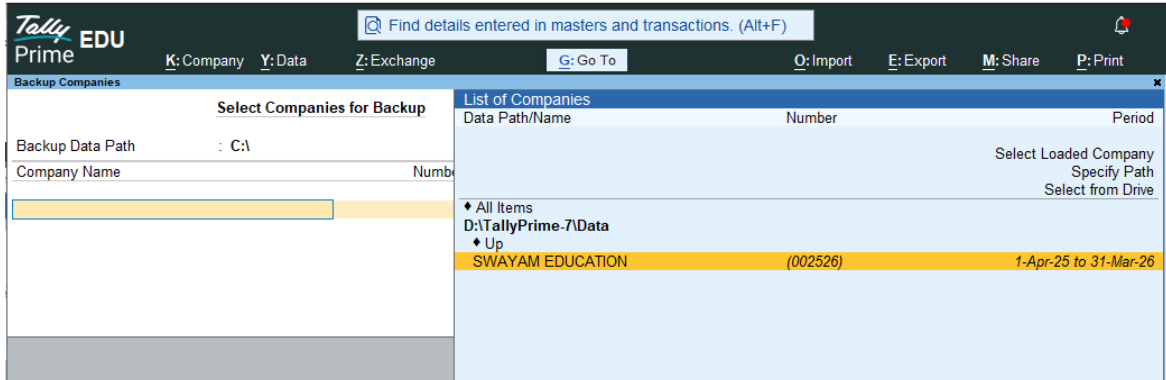 Tally Prime EDU
Find details entered in masters and transactions. (Alt+F)
K: Company Y: Data Z: Exchange G: Go To O: Import E: Export M: Share P: Print
Backup Companies
Select Companies for Backup
Backup Data Path : C:\
Company Name Numbe
List of Companies
Data Path/Name Number Period
Select Loaded Company
Specify Path
Select from Drive
♦ All Items
D:\TallyPrime-7\Data
♦ Up
SWAYAM EDUCATION (002526) 1-Apr-25 to 31-Mar-26